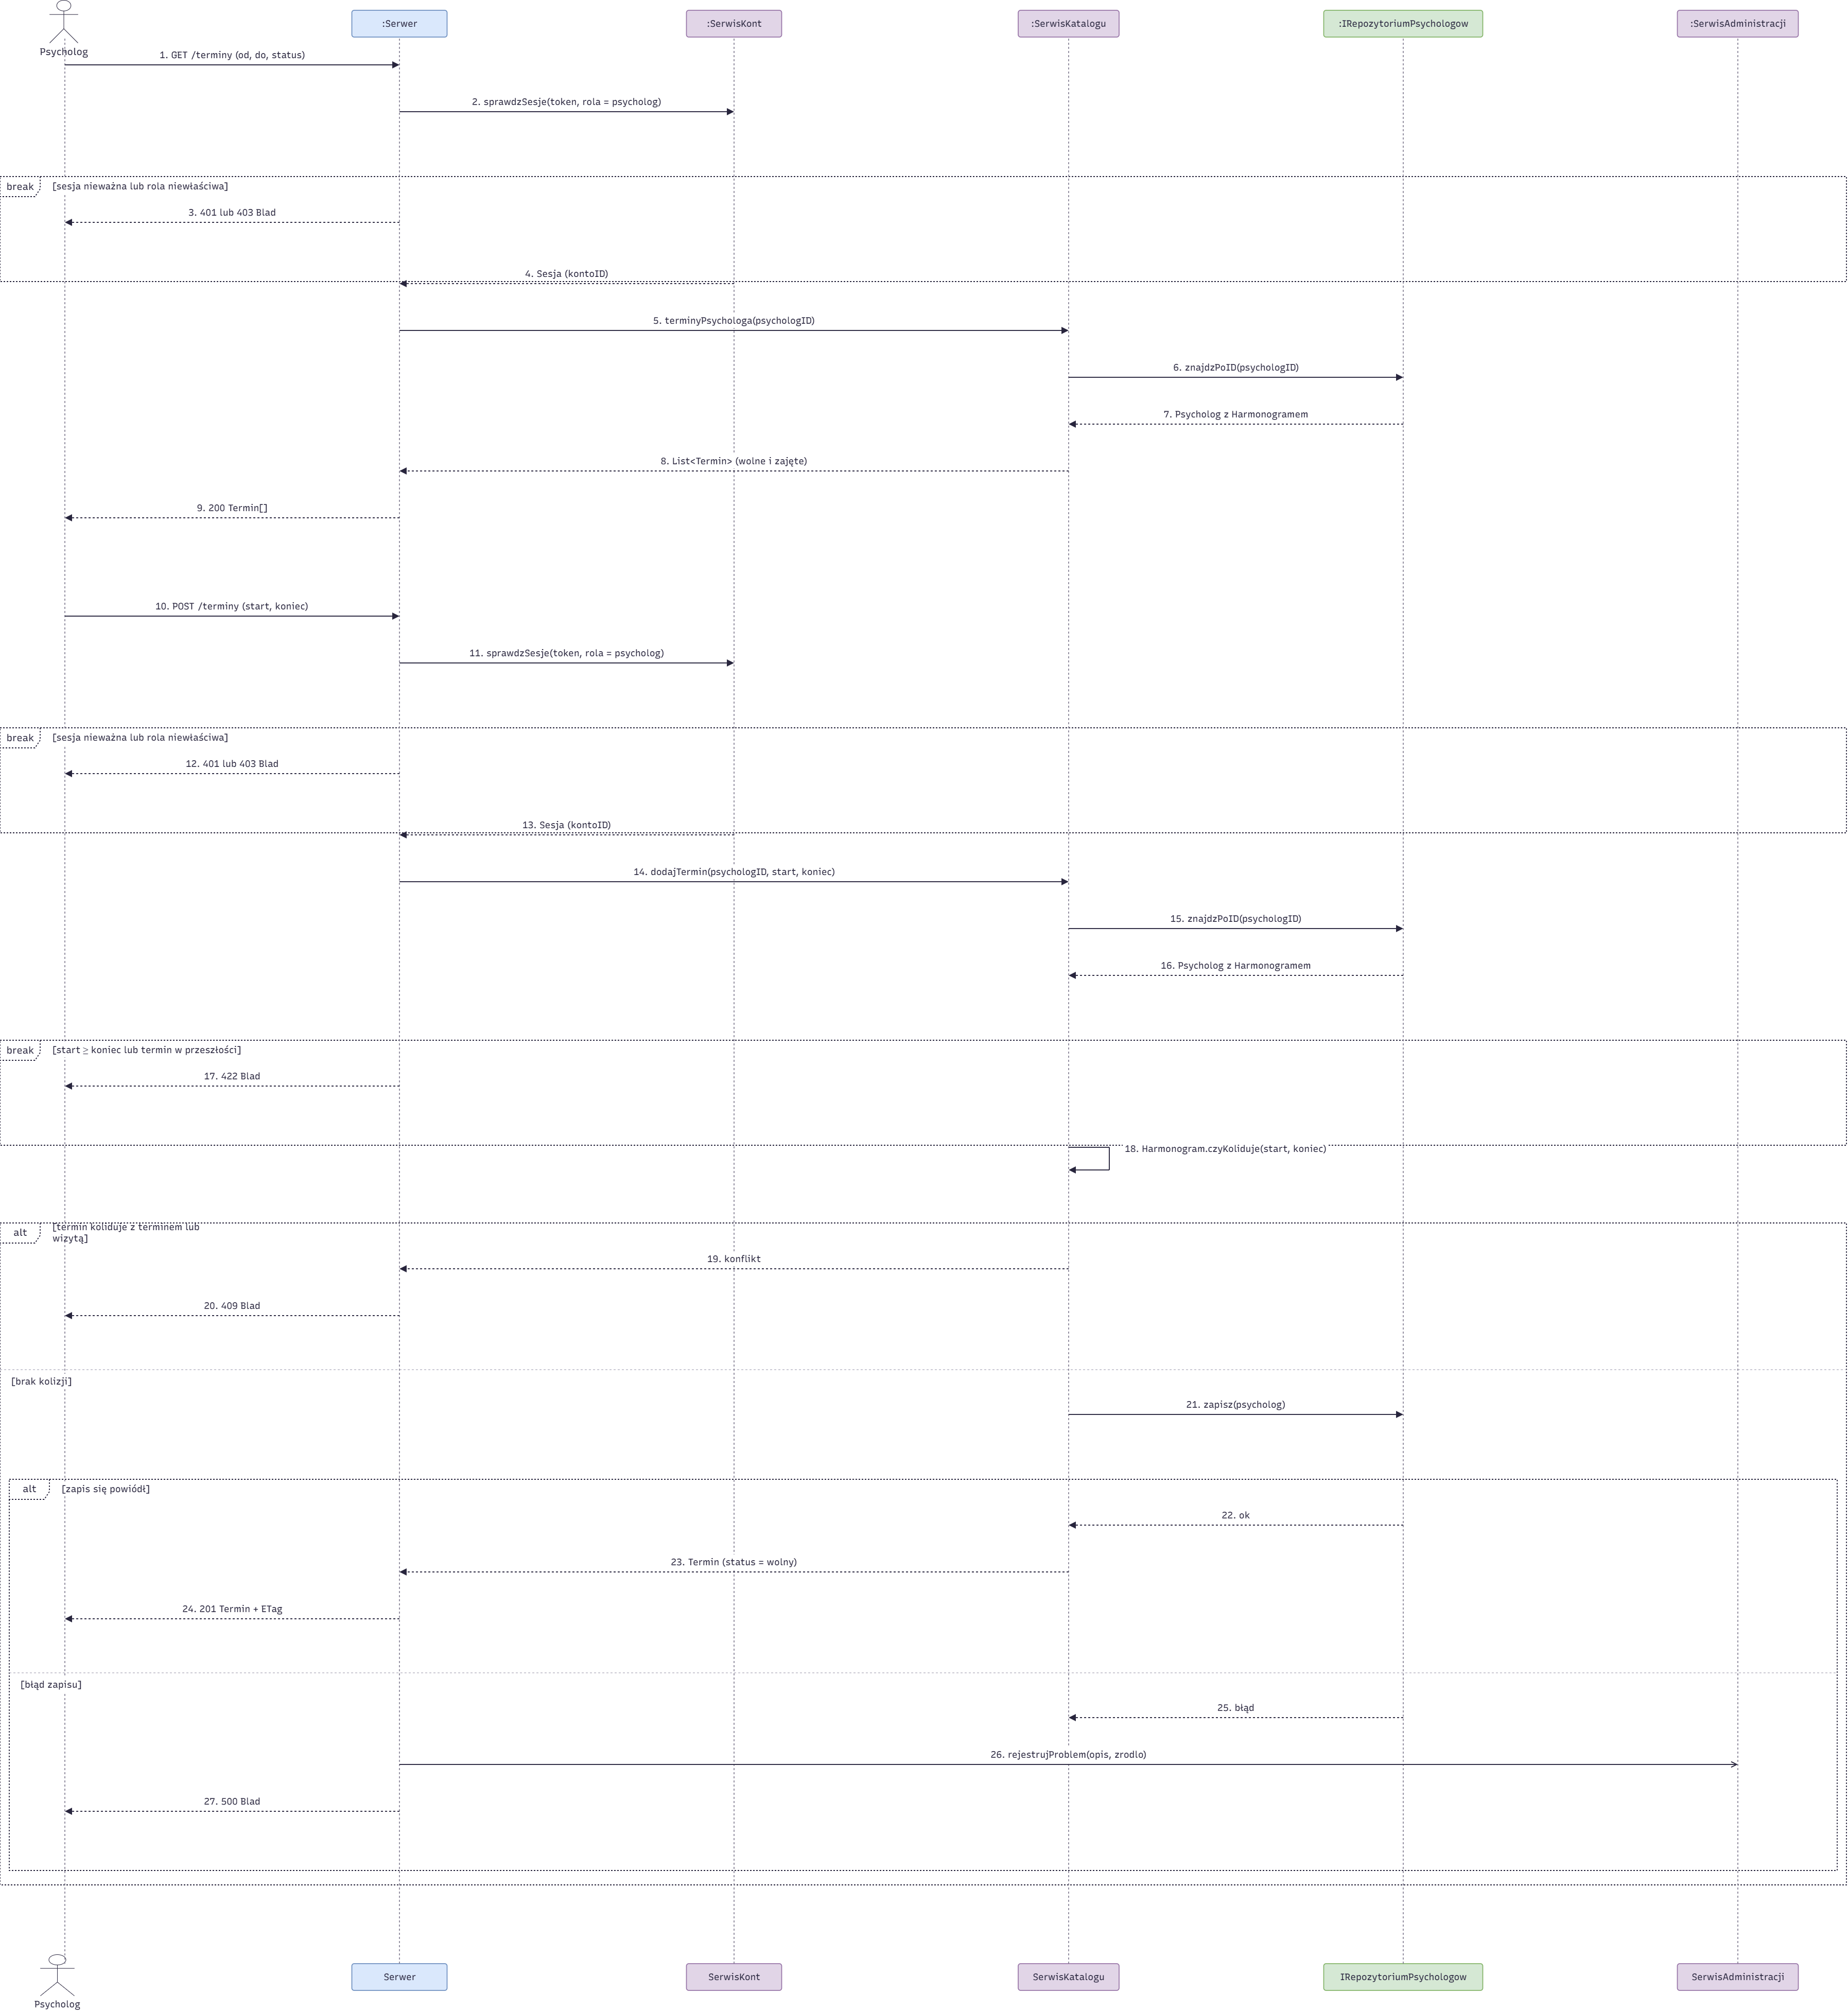 Psycholog
:Serwer
:SerwisKont
:SerwisKatalogu
:IRepozytoriumPsychologow
:SerwisAdministracji
1. GET /terminy (od, do, status)
2. sprawdzSesje(token, rola = psycholog)
break
[sesja nieważna lub rola niewłaściwa]
3. 401 lub 403 Blad
4. Sesja (kontoID)
5. terminyPsychologa(psychologID)
6. znajdzPoID(psychologID)
7. Psycholog z Harmonogramem
8. List<Termin> (wolne i zajęte)
9. 200 Termin[]
10. POST /terminy (start, koniec)
11. sprawdzSesje(token, rola = psycholog)
break
[sesja nieważna lub rola niewłaściwa]
12. 401 lub 403 Blad
13. Sesja (kontoID)
14. dodajTermin(psychologID, start, koniec)
15. znajdzPoID(psychologID)
16. Psycholog z Harmonogramem
break
[start ≥ koniec lub termin w przeszłości]
17. 422 Blad
18. Harmonogram.czyKoliduje(start, koniec)
alt
[termin koliduje z terminem lub
wizytą]
19. konflikt
20. 409 Blad
[brak kolizji]
21. zapisz(psycholog)
alt
[zapis się powiódł]
22. ok
23. Termin (status = wolny)
24. 201 Termin + ETag
[błąd zapisu]
25. błąd
26. rejestrujProblem(opis, zrodlo)
27. 500 Blad
Psycholog
Serwer
SerwisKont
SerwisKatalogu
IRepozytoriumPsychologow
SerwisAdministracji